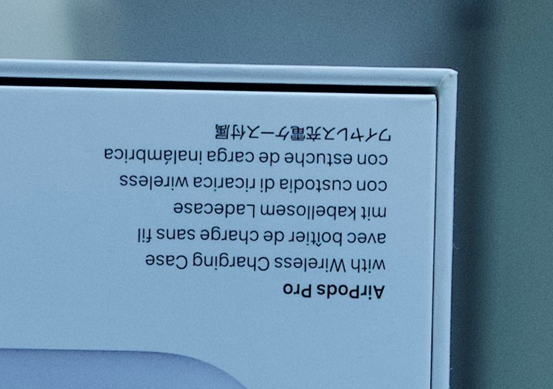 AirPods Pro
with Wireless Charging Case
avec boîtier de charge sans fil
mit kabellosem Ladecase
con custodia di ricarica wireless
con estuche de carga inalámbrica
ワイヤレス充電ケース付属